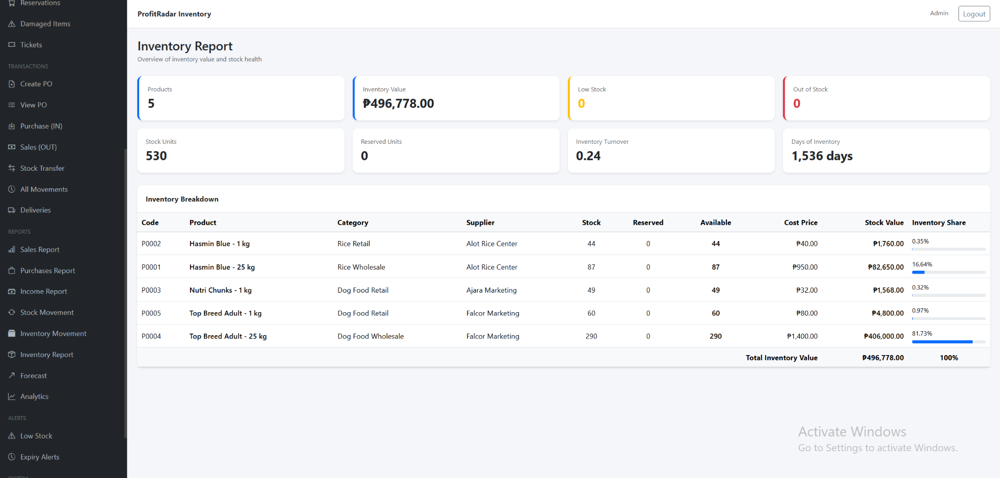 Reservations
Damaged Items
Tickets
TRANSACTIONS
Create PO
View PO
Purchase (IN)
Sales (OUT)
Stock Transfer
All Movements
Deliveries
REPORTS
Sales Report
Purchases Report
Income Report
Stock Movement
Inventory Movement
Inventory Report
Forecast
Analytics
ALERTS
Low Stock
Expiry Alerts
SYSTEM
ProfitRadar Inventory
Admin Logout
Inventory Report
Overview of inventory value and stock health
Products
5
Inventory Value
₱496,778.00
Low Stock
0
Out of Stock
0
Stock Units
530
Reserved Units
0
Inventory Turnover
0.24
Days of Inventory
1,536 days
Inventory Breakdown
Code Product Category Supplier Stock Reserved Available Cost Price Stock Value Inventory Share
P0002 Hasmin Blue - 1 kg Rice Retail Alot Rice Center 44 0 44 ₱40.00 ₱1,760.00 0.35%
P0001 Hasmin Blue - 25 kg Rice Wholesale Alot Rice Center 87 0 87 ₱950.00 ₱82,650.00 16.64%
P0003 Nutri Chunks - 1 kg Dog Food Retail Ajara Marketing 49 0 49 ₱32.00 ₱1,568.00 0.32%
P0005 Top Breed Adult - 1 kg Dog Food Retail Falcor Marketing 60 0 60 ₱80.00 ₱4,800.00 0.97%
P0004 Top Breed Adult - 25 kg Dog Food Wholesale Falcor Marketing 290 0 290 ₱1,400.00 ₱406,000.00 81.73%
Total Inventory Value ₱496,778.00 100%
Activate Windows
Go to Settings to activate Windows.